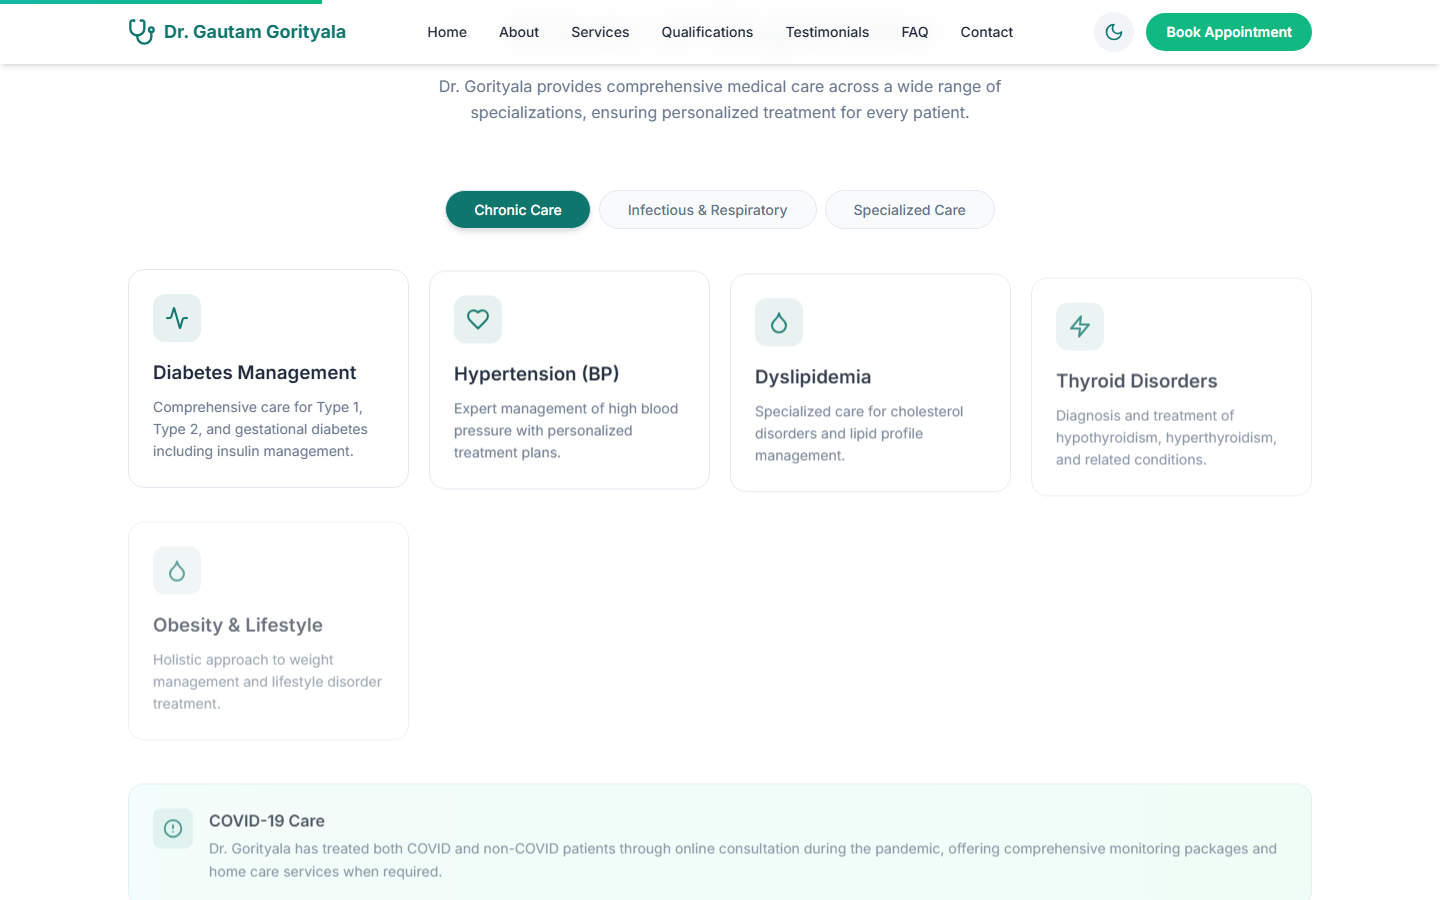 Dr. Gautam Gorityala
Home
About
Services
Qualifications
Testimonials
FAQ
Contact
Book Appointment
Dr. Gorityala provides comprehensive medical care across a wide range of
specializations, ensuring personalized treatment for every patient.
Chronic Care
Infectious & Respiratory
Specialized Care
Diabetes Management
Comprehensive care for Type 1,
Type 2, and gestational diabetes
including insulin management.
Hypertension (BP)
Expert management of high blood
pressure with personalized
treatment plans.
Dyslipidemia
Specialized care for cholesterol
disorders and lipid profile
management.
Thyroid Disorders
Diagnosis and treatment of
hypothyroidism, hyperthyroidism,
and related conditions.
Obesity & Lifestyle
Holistic approach to weight
management and lifestyle disorder
treatment.
COVID-19 Care
Dr. Gorityala has treated both COVID and non-COVID patients through online consultation during the pandemic, offering comprehensive monitoring packages and
home care services when required.